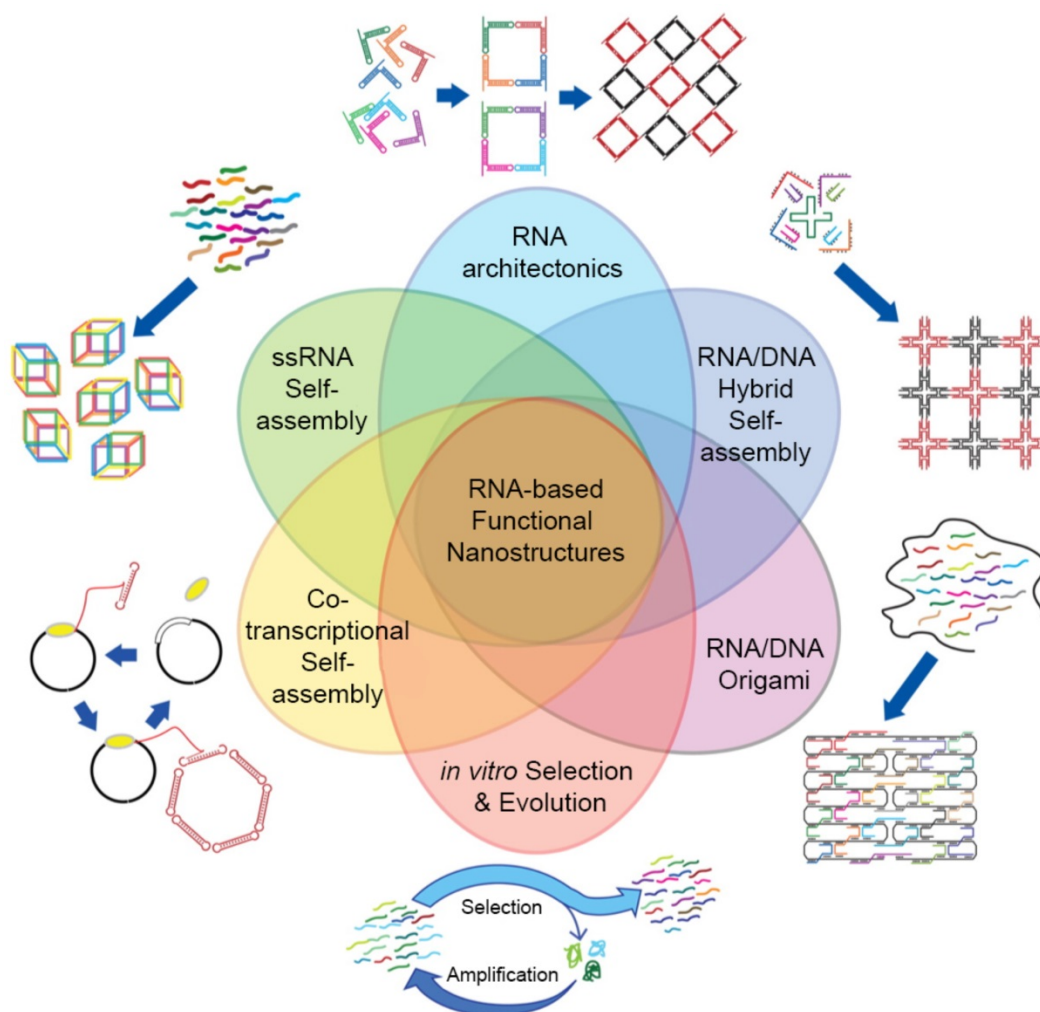 RNA
architectonics
ssRNA
Self-
assembly
RNA/DNA
Hybrid
Self-
assembly
RNA-based
Functional
Nanostructures
Co-
transcriptional
Self-
assembly
RNA/DNA
Origami
in vitro Selection
& Evolution
Selection
Amplification